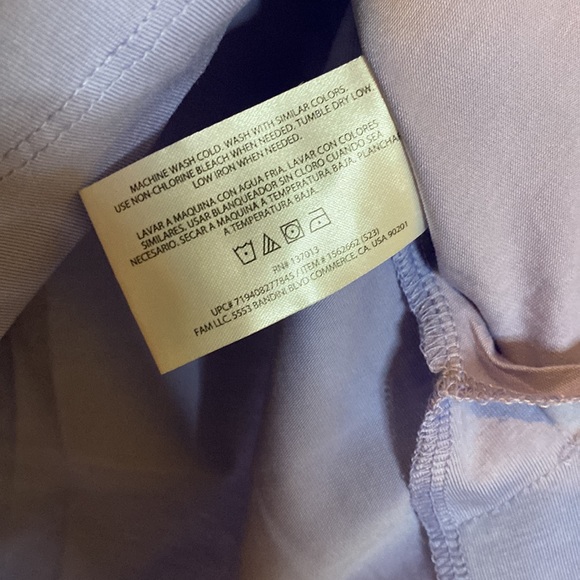 MACHINE WASH COLD. WASH WITH SIMILAR COLORS.
USE NON-CHLORINE BLEACH WHEN NEEDED. TUMBLE DRY LOW.
LOW IRON WHEN NEEDED.
LAVAR A MAQUINA CON AGUA FRIA. LAVAR CON COLORES
SIMILARES. USAR BLANQUEADOR SIN CLORO CUANDO SEA
NECESARIO. SECAR A MAQUINA A TEMPERATURA BAJA. PLANCHAR
A TEMPERATURA BAJA.
RN# 137013
UPC# 719408277845 / ITEM # 1562662 (S23)
FAM LLC. 5553 BANDINI BLVD COMMERCE, CA. USA 90201